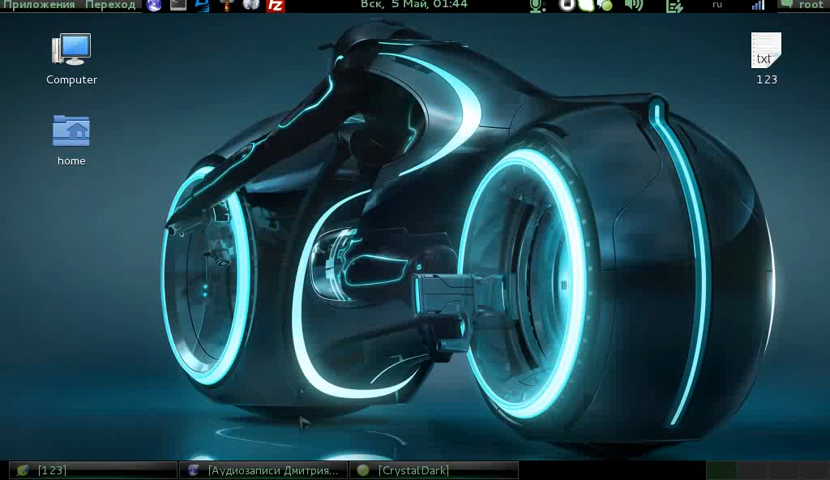 Приложения Переход Вск, 5 Май, 01:44 ru root
Computer
txt
123
home
[123] [Аудиозаписи Дмитрия... [CrystalDark]